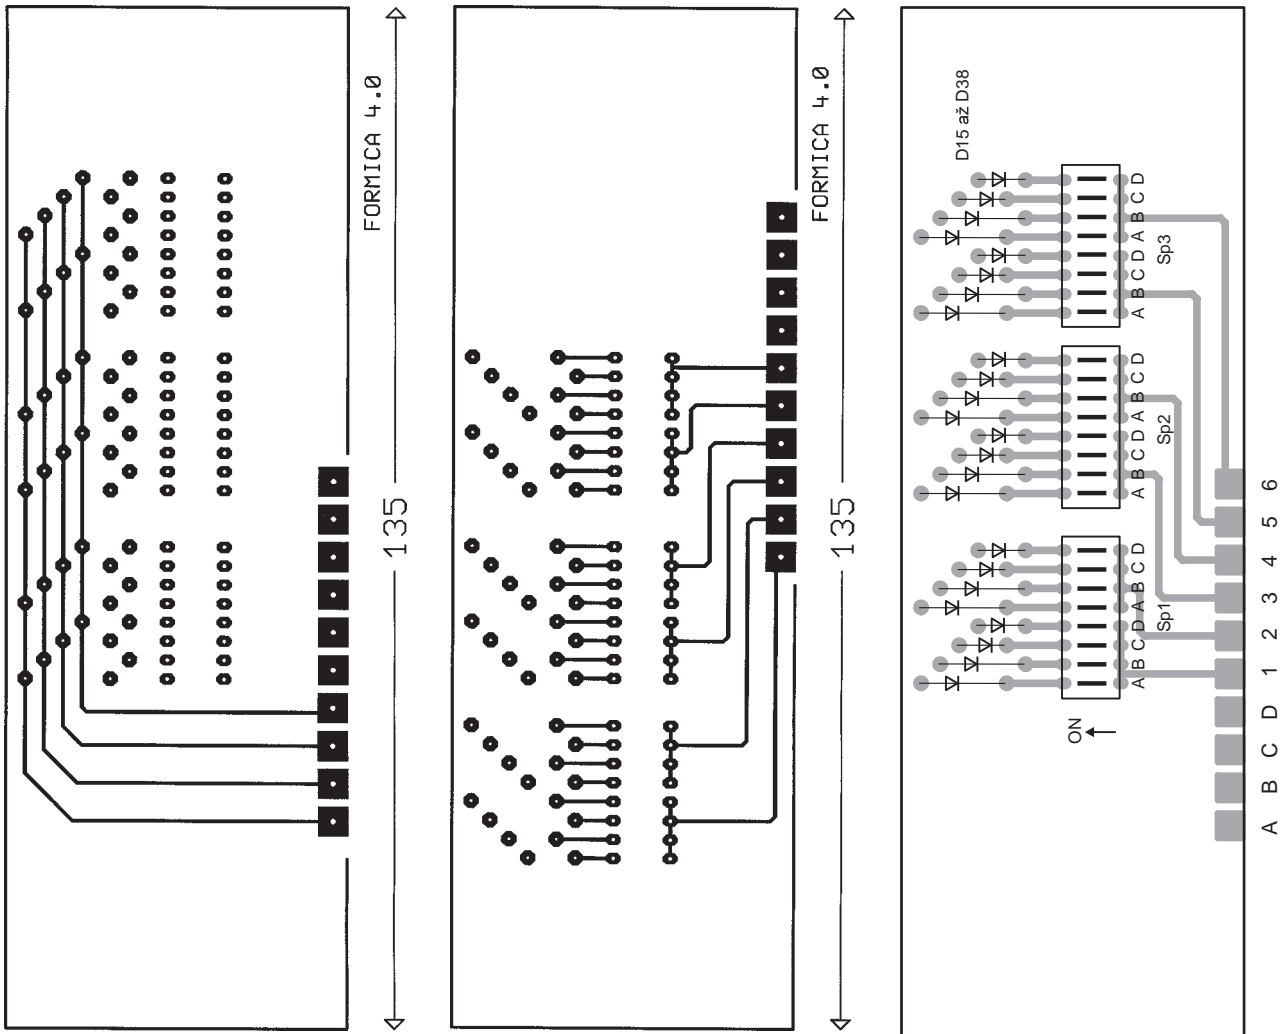 FORMICA 4.0
135
FORMICA 4.0
135
D15 až D38
A B C D A B C D
Sp3
A B C D A B C D
Sp2
A B C D A B C D
Sp1
ON
A B C D 1 2 3 4 5 6